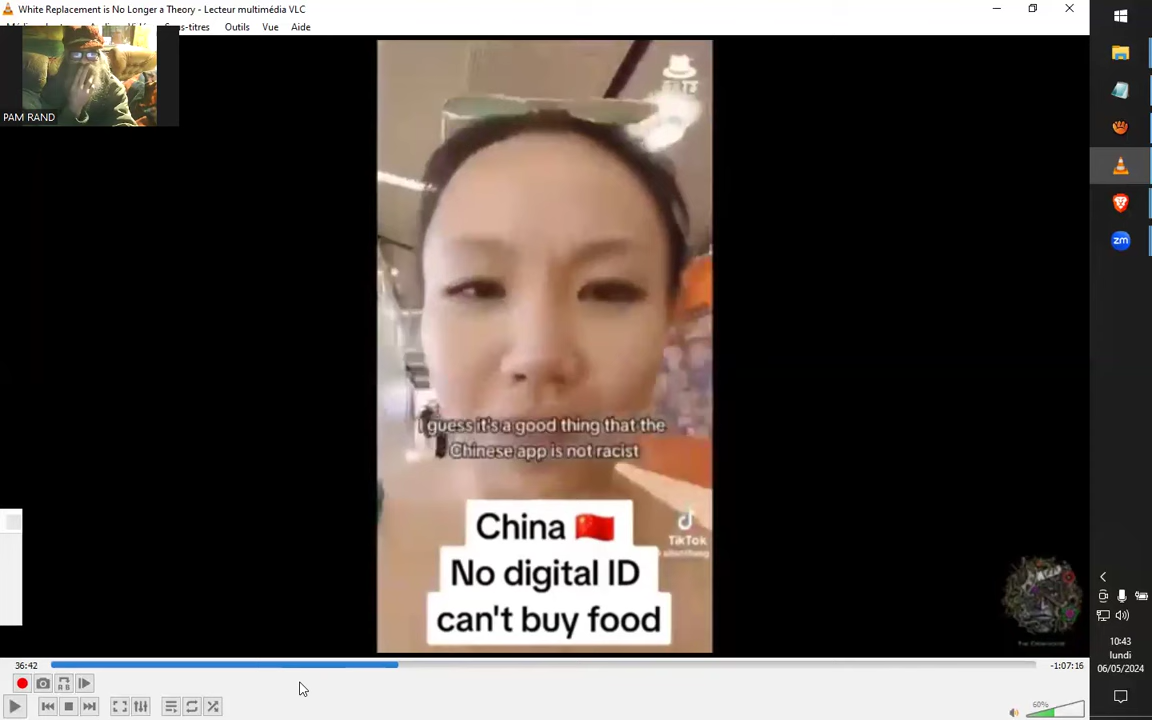 White Replacement is No Longer a Theory - Lecteur multimédia VLC
Outils Vue Aide
PAM RAND
I guess it's a good thing that the
Chinese app is not racist
China 🇨🇳
No digital ID
can't buy food
TikTok
zm
36:42
-1:07:16
60%
10:43
lundi
06/05/2024